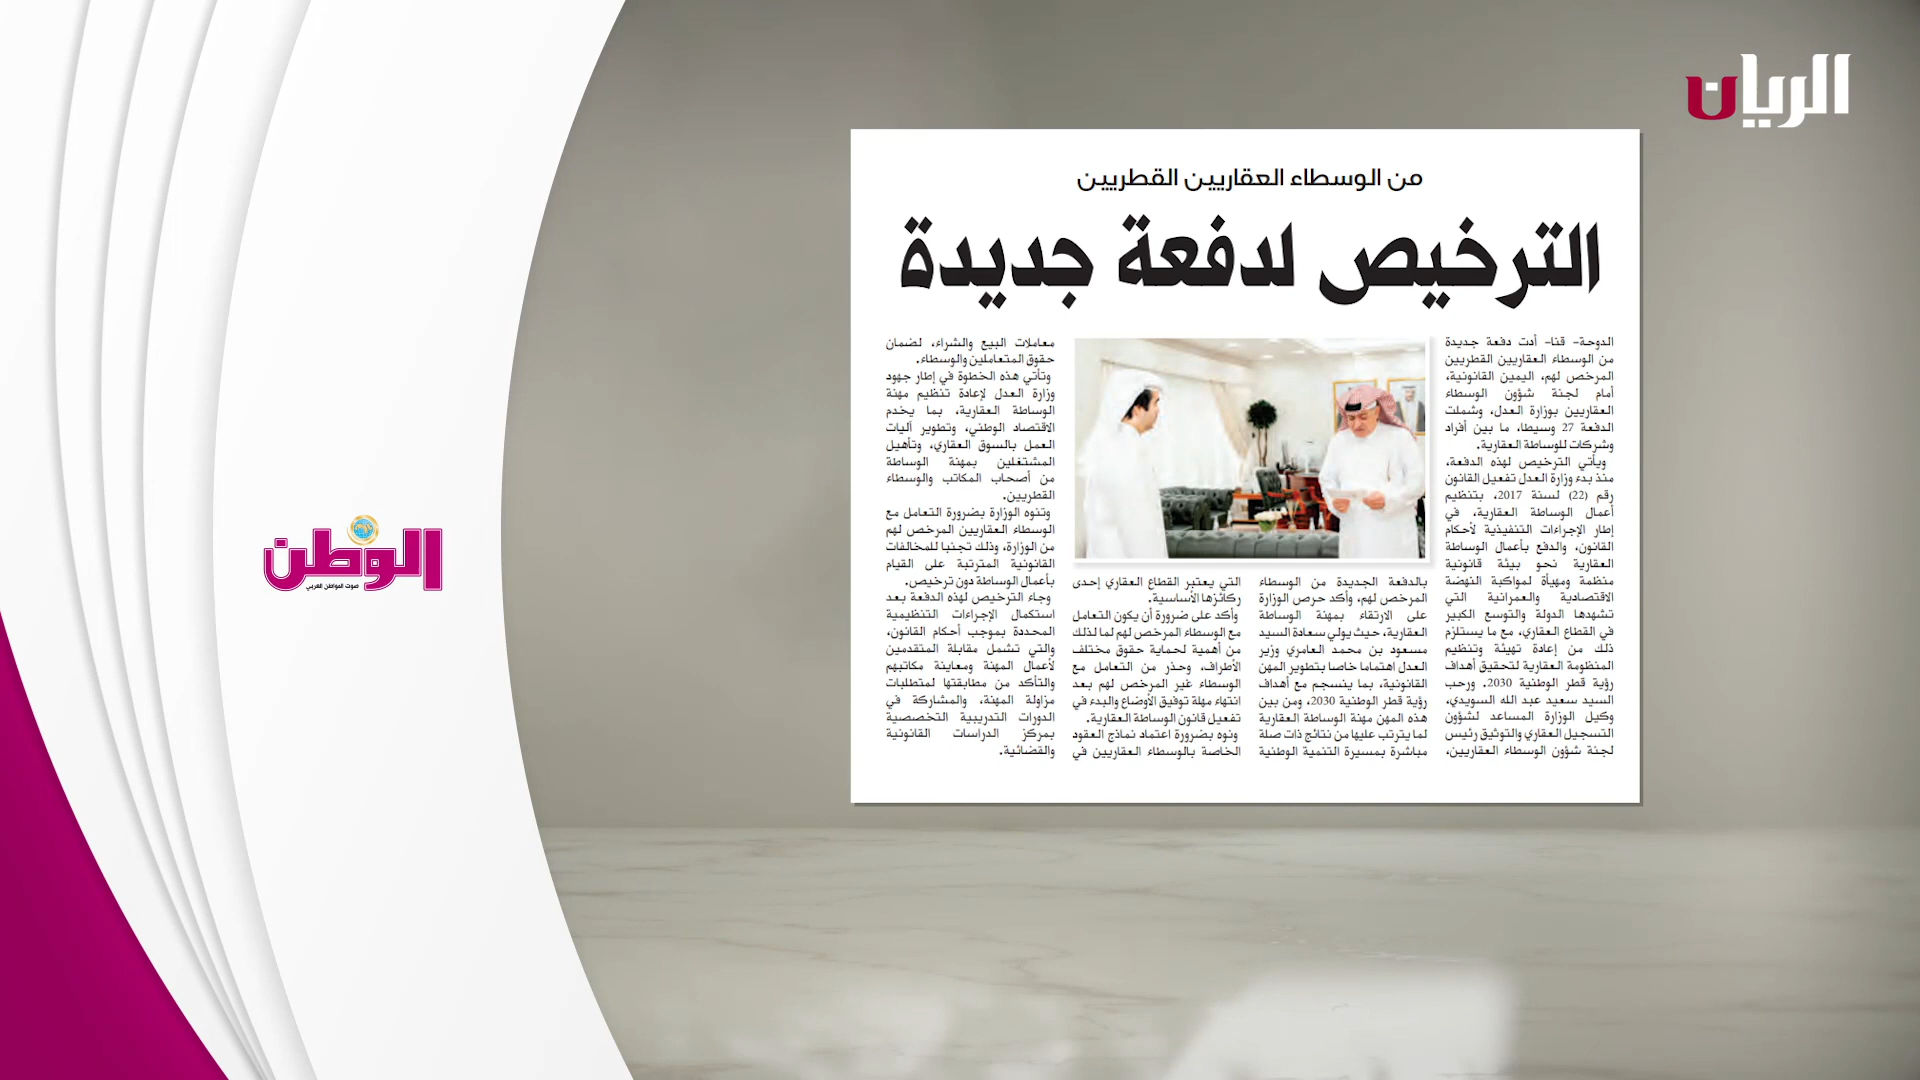 الريان
من الوسطاء العقاريين القطريين
الترخيص لدفعة جديدة
الدوحة- قنا- أدت دفعة جديدة
من الوسطاء العقاريين القطريين
المرخص لهم، اليمين القانونية،
أمام لجنة شؤون الوسطاء
العقاريين بوزارة العدل، وشملت
الدفعة 27 وسيطا، ما بين أفراد
وشركات للوساطة العقارية.
ويأتي الترخيص لهذه الدفعة،
منذ بدء وزارة العدل تفعيل القانون
رقم (22) لسنة 2017، بتنظيم
أعمال الوساطة العقارية، في
إطار الإجراءات التنفيذية لأحكام
القانون، والدفع بأعمال الوساطة
العقارية نحو بيئة قانونية
منظمة ومهيأة لمواكبة النهضة
الاقتصادية والعمرانية التي
تشهدها الدولة والتوسع الكبير
في القطاع العقاري، مع ما يستلزم
ذلك من إعادة تهيئة وتنظيم
المنظومة العقارية لتحقيق أهداف
رؤية قطر الوطنية 2030. ورحب
السيد سعيد عبد الله السويدي،
وكيل الوزارة المساعد لشؤون
التسجيل العقاري والتوثيق رئيس
لجنة شؤون الوسطاء العقاريين،
بالدفعة الجديدة من الوسطاء
المرخص لهم، وأكد حرص الوزارة
على الارتقاء بمهنة الوساطة
العقارية، حيث يولي سعادة السيد
مسعود بن محمد العامري وزير
العدل اهتماما خاصا بتطوير المهن
القانونية، بما ينسجم مع أهداف
رؤية قطر الوطنية 2030، ومن بين
هذه المهن مهنة الوساطة العقارية
لما يترتب عليها من نتائج ذات صلة
مباشرة بمسيرة التنمية الوطنية
التي يعتبر القطاع العقاري إحدى
ركائزها الأساسية.
وأكد على ضرورة أن يكون التعامل
مع الوسطاء المرخص لهم لما لذلك
من أهمية لحماية حقوق مختلف
الأطراف، وحذر من التعامل مع
الوسطاء غير المرخص لهم بعد
انتهاء مهلة توفيق الأوضاع والبدء في
تفعيل قانون الوساطة العقارية.
ونوه بضرورة اعتماد نماذج العقود
الخاصة بالوسطاء العقاريين في
معاملات البيع والشراء، لضمان
حقوق المتعاملين والوسطاء.
وتأتي هذه الخطوة في إطار جهود
وزارة العدل لإعادة تنظيم مهنة
الوساطة العقارية، بما يخدم
الاقتصاد الوطني، وتطوير آليات
العمل بالسوق العقاري، وتأهيل
المشتغلين بمهنة الوساطة
من أصحاب المكاتب والوسطاء
القطريين.
وتنوه الوزارة بضرورة التعامل مع
الوسطاء العقاريين المرخص لهم
من الوزارة، وذلك تجنبا للمخالفات
القانونية المترتبة على القيام
بأعمال الوساطة دون ترخيص.
وجاء الترخيص لهذه الدفعة بعد
استكمال الإجراءات التنظيمية
المحددة بموجب أحكام القانون،
والتي تشمل مقابلة المتقدمين
لأعمال المهنة ومعاينة مكاتبهم
والتأكد من مطابقتها لمتطلبات
مزاولة المهنة، والمشاركة في
الدورات التدريبية التخصصية
بمركز الدراسات القانونية
والقضائية.
الوطن
صوت المواطن العربي